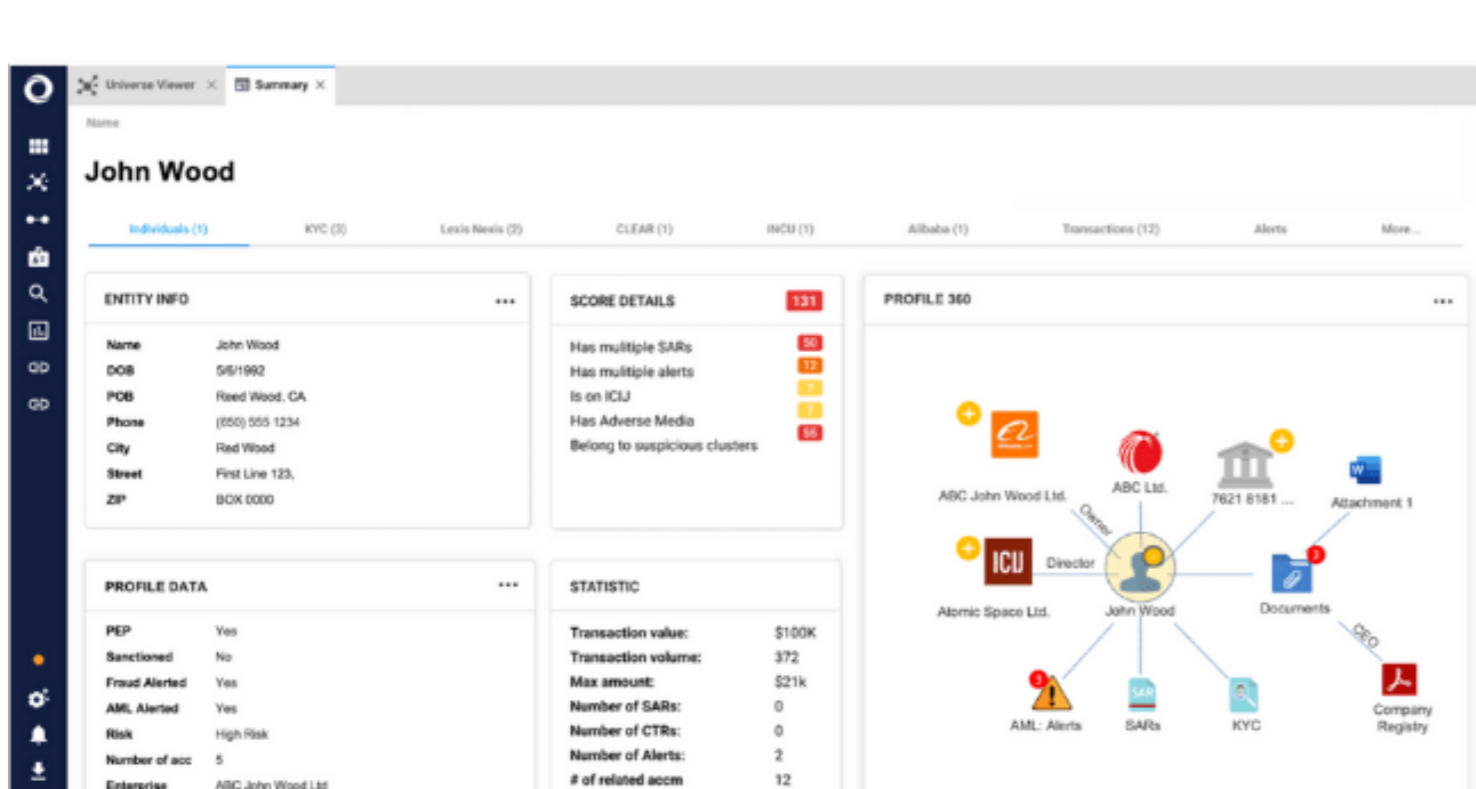 Universe Viewer ×
Summary ×
Name
John Wood
Individuals (1)
KYC (3)
Lexis Nexis (2)
CLEAR (1)
INCU (1)
Alibaba (1)
Transactions (12)
Alerts
More...
ENTITY INFO
Name John Wood
DOB 5/6/1992
POB Reed Wood, CA
Phone (650) 555 1234
City Red Wood
Street First Line 123,
ZIP BOX 0000
SCORE DETAILS 131
Has mulitiple SARs 50
Has mulitiple alerts 12
Is on ICIJ 7
Has Adverse Media 7
Belong to suspicious clusters 55
PROFILE DATA
PEP Yes
Sanctioned No
Fraud Alerted Yes
AML Alerted Yes
Risk High Risk
Number of acc 5
Enterprise ABC John Wood Ltd
STATISTIC
Transaction value: $100K
Transaction volume: 372
Max amount: $21k
Number of SARs: 0
Number of CTRs: 0
Number of Alerts: 2
# of related accm 12
PROFILE 360
ABC John Wood Ltd.
ABC Ltd.
7621 8181 ...
W
Attachment 1
Owner
ICIJ
Director
Atomic Space Ltd.
John Wood
3
Documents
CEO
3
AML: Alerts
SAR
SARs
KYC
Company
Registry